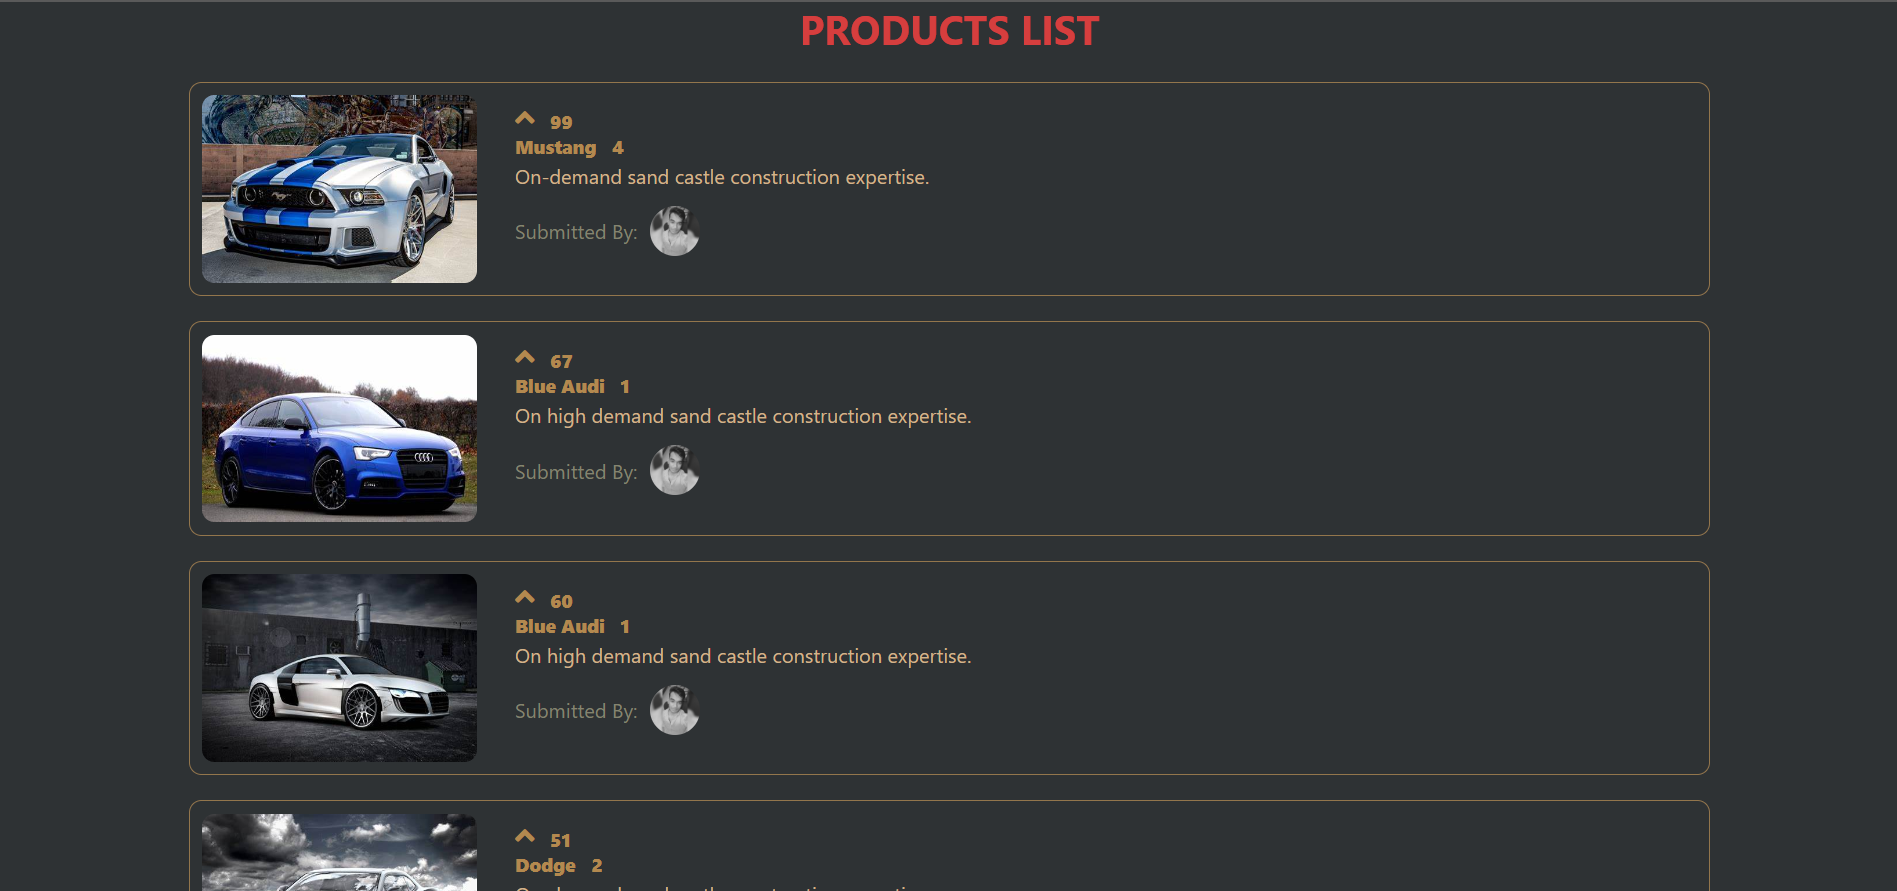 PRODUCTS LIST
99
Mustang 4
On-demand sand castle construction expertise.
Submitted By:
67
Blue Audi 1
On high demand sand castle construction expertise.
Submitted By:
60
Blue Audi 1
On high demand sand castle construction expertise.
Submitted By:
51
Dodge 2